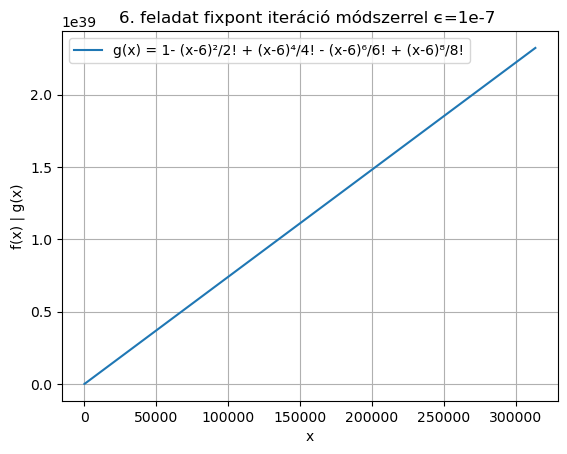 6. feladat fixpont iteráció módszerrel ϵ=1e-7
1e39
g(x) = 1- (x-6)²/2! + (x-6)⁴/4! - (x-6)⁶/6! + (x-6)⁸/8!
f(x) | g(x)
2.0
1.5
1.0
0.5
0.0
0 50000 100000 150000 200000 250000 300000
x